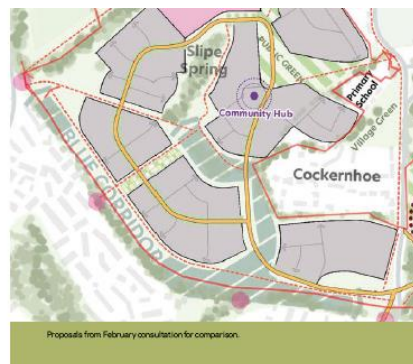 Slipe
Spring
PUBLIC GREEN
Community Hub
Primary
School
Village Green
Cockernhoe
BLUE CORRIDOR
Proposals from February consultation for comparison.